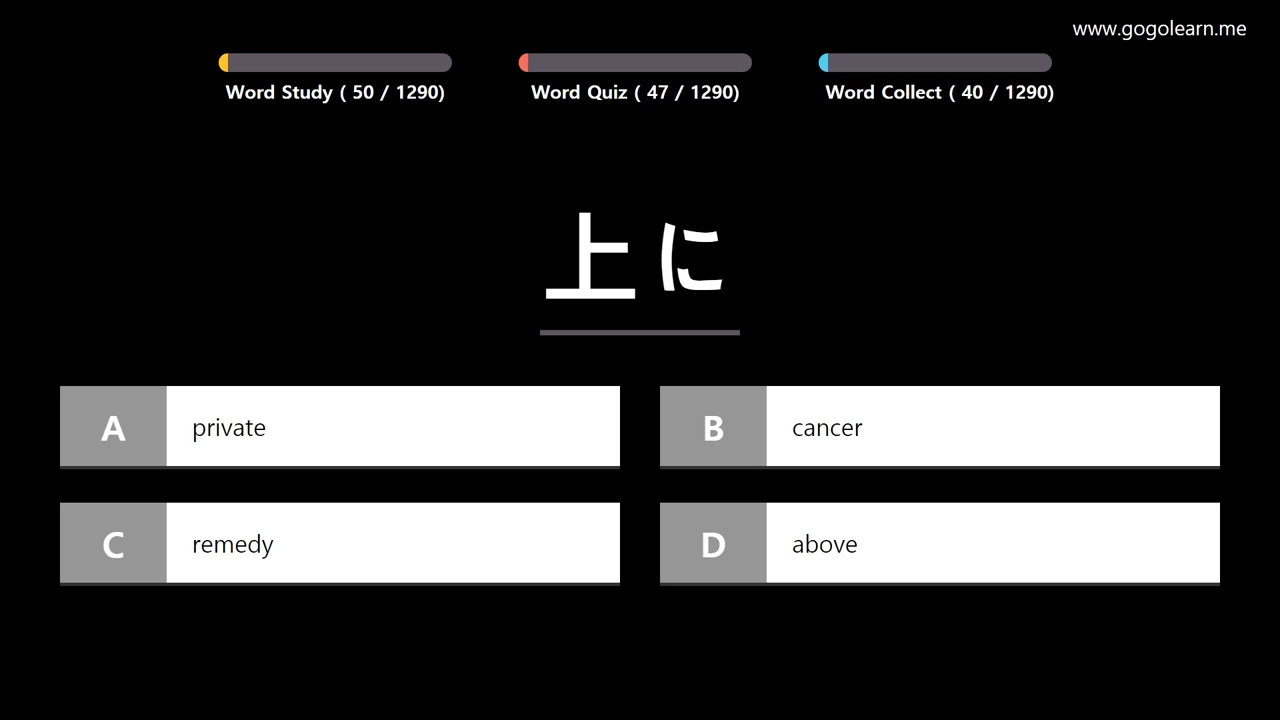 www.gogolearn.me
Word Study ( 50 / 1290)
Word Quiz ( 47 / 1290)
Word Collect ( 40 / 1290)
上に
A private
B cancer
C remedy
D above